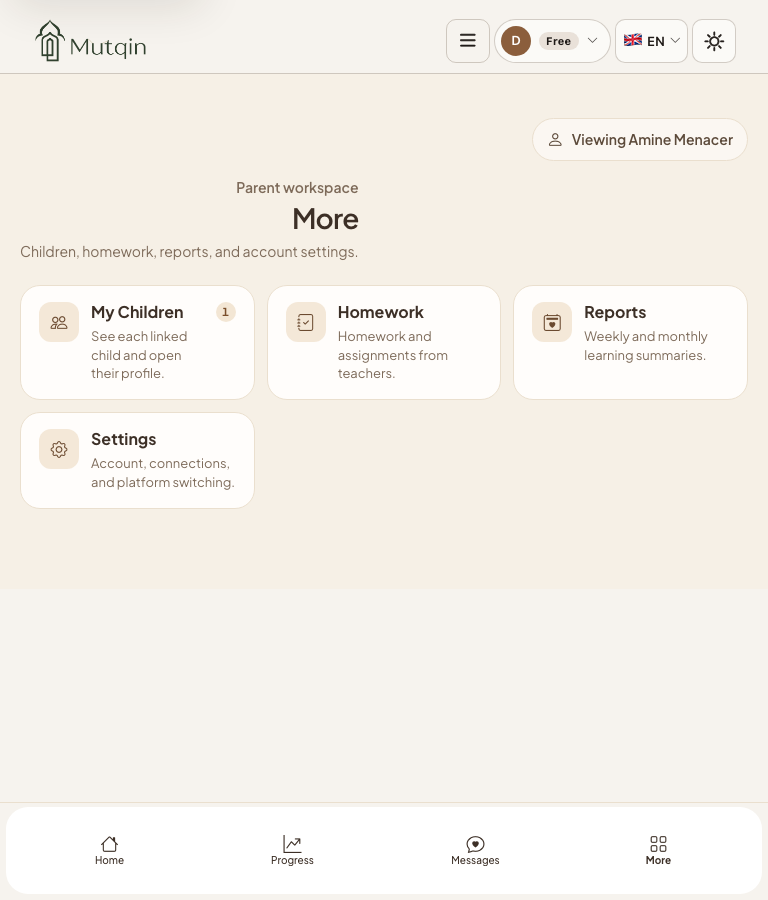 Mutqin
D
Free
EN
Viewing Amine Menacer
Parent workspace
More
Children, homework, reports, and account settings.
My Children
1
See each linked
child and open
their profile.
Homework
Homework and
assignments from
teachers.
Reports
Weekly and monthly
learning summaries.
Settings
Account, connections,
and platform switching.
Home
Progress
Messages
More